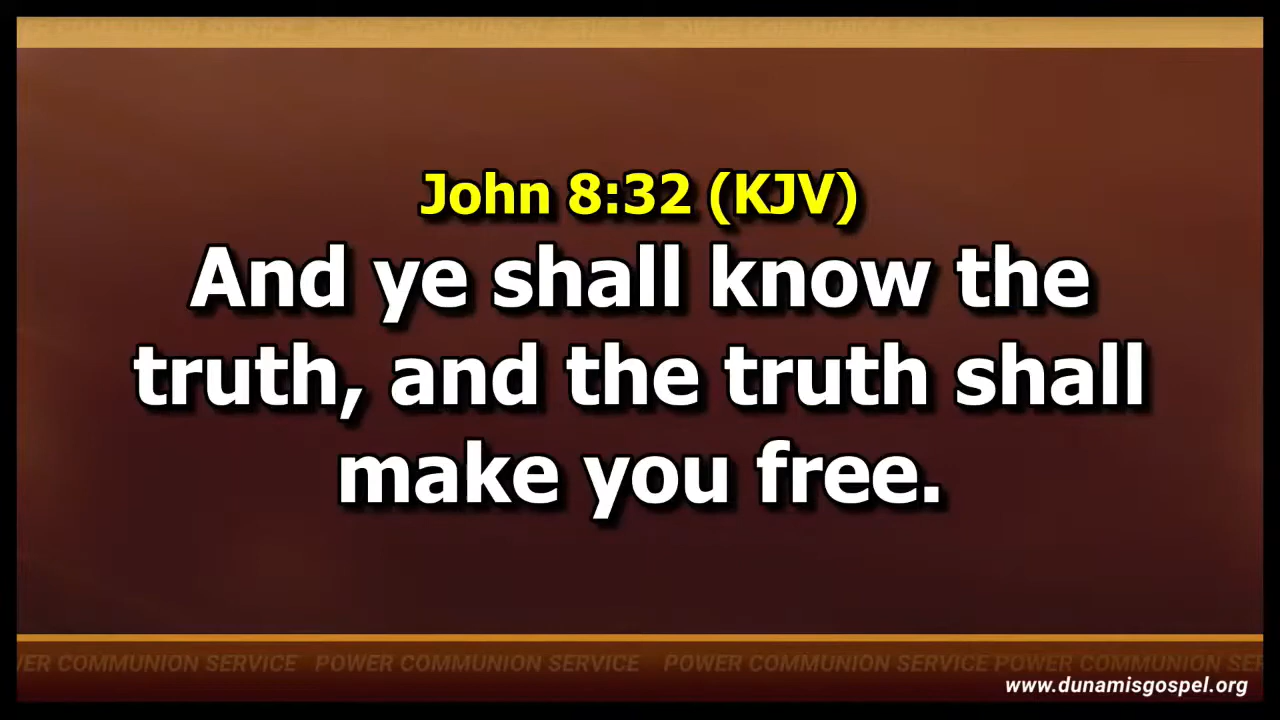 John 8:32 (KJV)
And ye shall know the
truth, and the truth shall
make you free.
ER COMMUNION SERVICE POWER COMMUNION SERVICE POWER COMMUNION SERVICE POWER COMMUNION SER
www.dunamisgospel.org